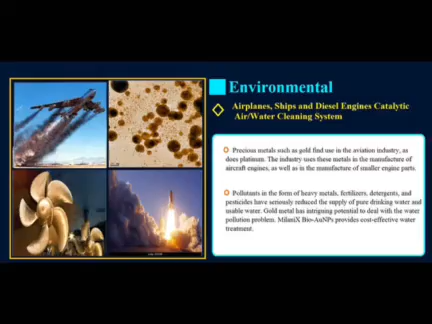 Environmental
Airplanes, Ships and Diesel Engines Catalytic
Air/Water Cleaning System
Precious metals such as gold find use in the aviation industry, as
does platinum. The industry uses these metals in the manufacture of
aircraft engines, as well as in the manufacture of smaller engine parts.
Pollutants in the form of heavy metals, fertilizers, detergents, and
pesticides have seriously reduced the supply of pure drinking water and
usable water. Gold metal has intriguing potential to deal with the water
pollution problem. MilaniX Bio-AuNPs provides cost-effective water
treatment.